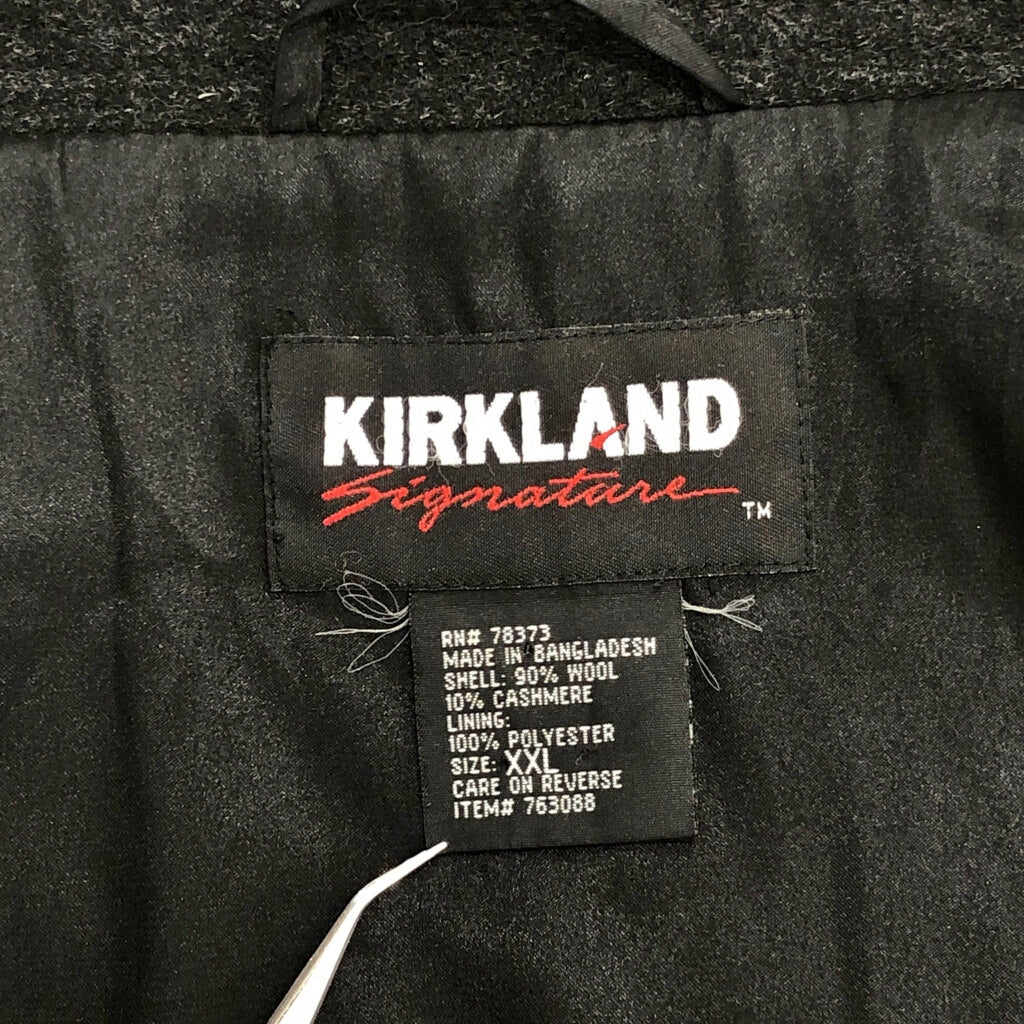 KIRKLAND
Signature
TM
RN# 78373
MADE IN BANGLADESH
SHELL: 90% WOOL
10% CASHMERE
LINING:
100% POLYESTER
SIZE: XXL
CARE ON REVERSE
ITEM# 763088